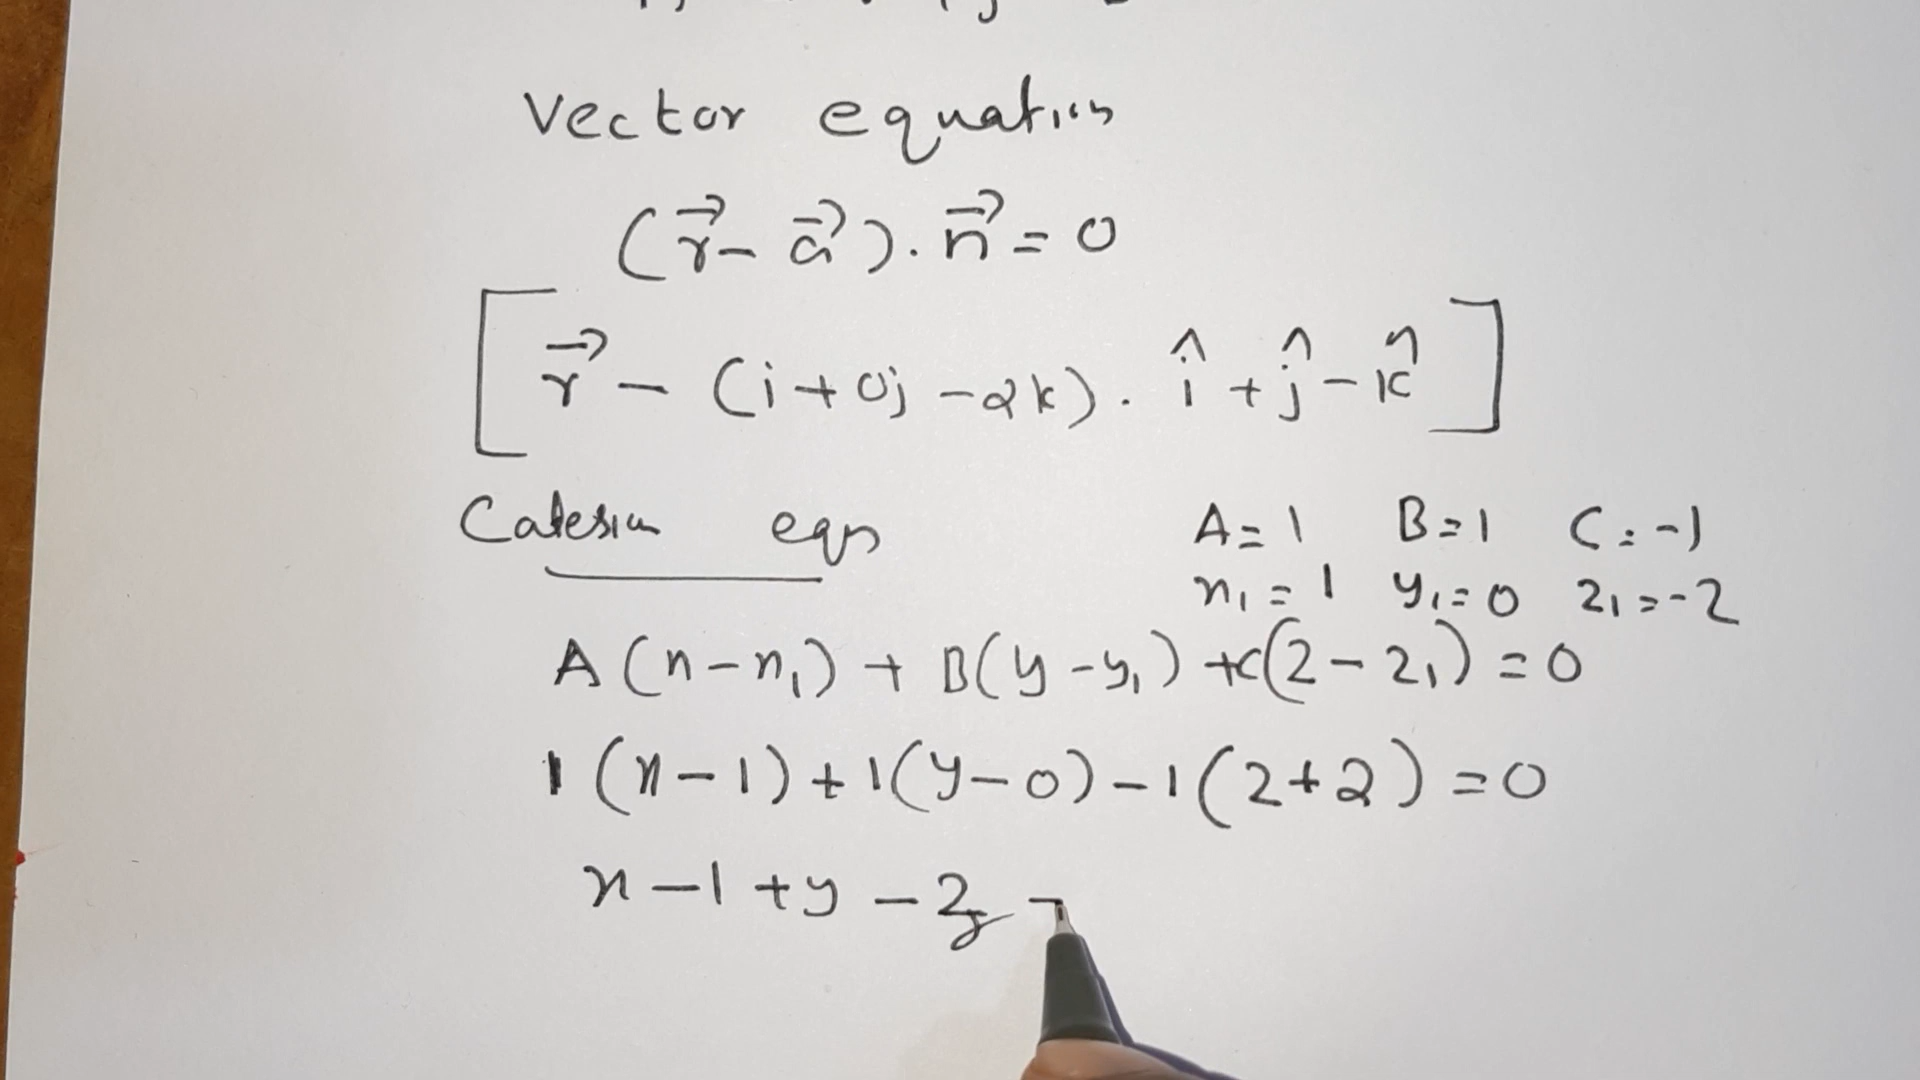 Vector equation
(r⃗ - a⃗). n⃗ = 0
[r⃗ - (i + 0j - 2k). î + ĵ - k̂]
Catesian eqn
A = 1 B = 1 C = -1
x₁ = 1 y₁ = 0 z₁ = -2
A(x - x₁) + B(y - y₁) + C(z - z₁) = 0
1(x - 1) + 1(y - 0) - 1(z + 2) = 0
x - 1 + y - z -